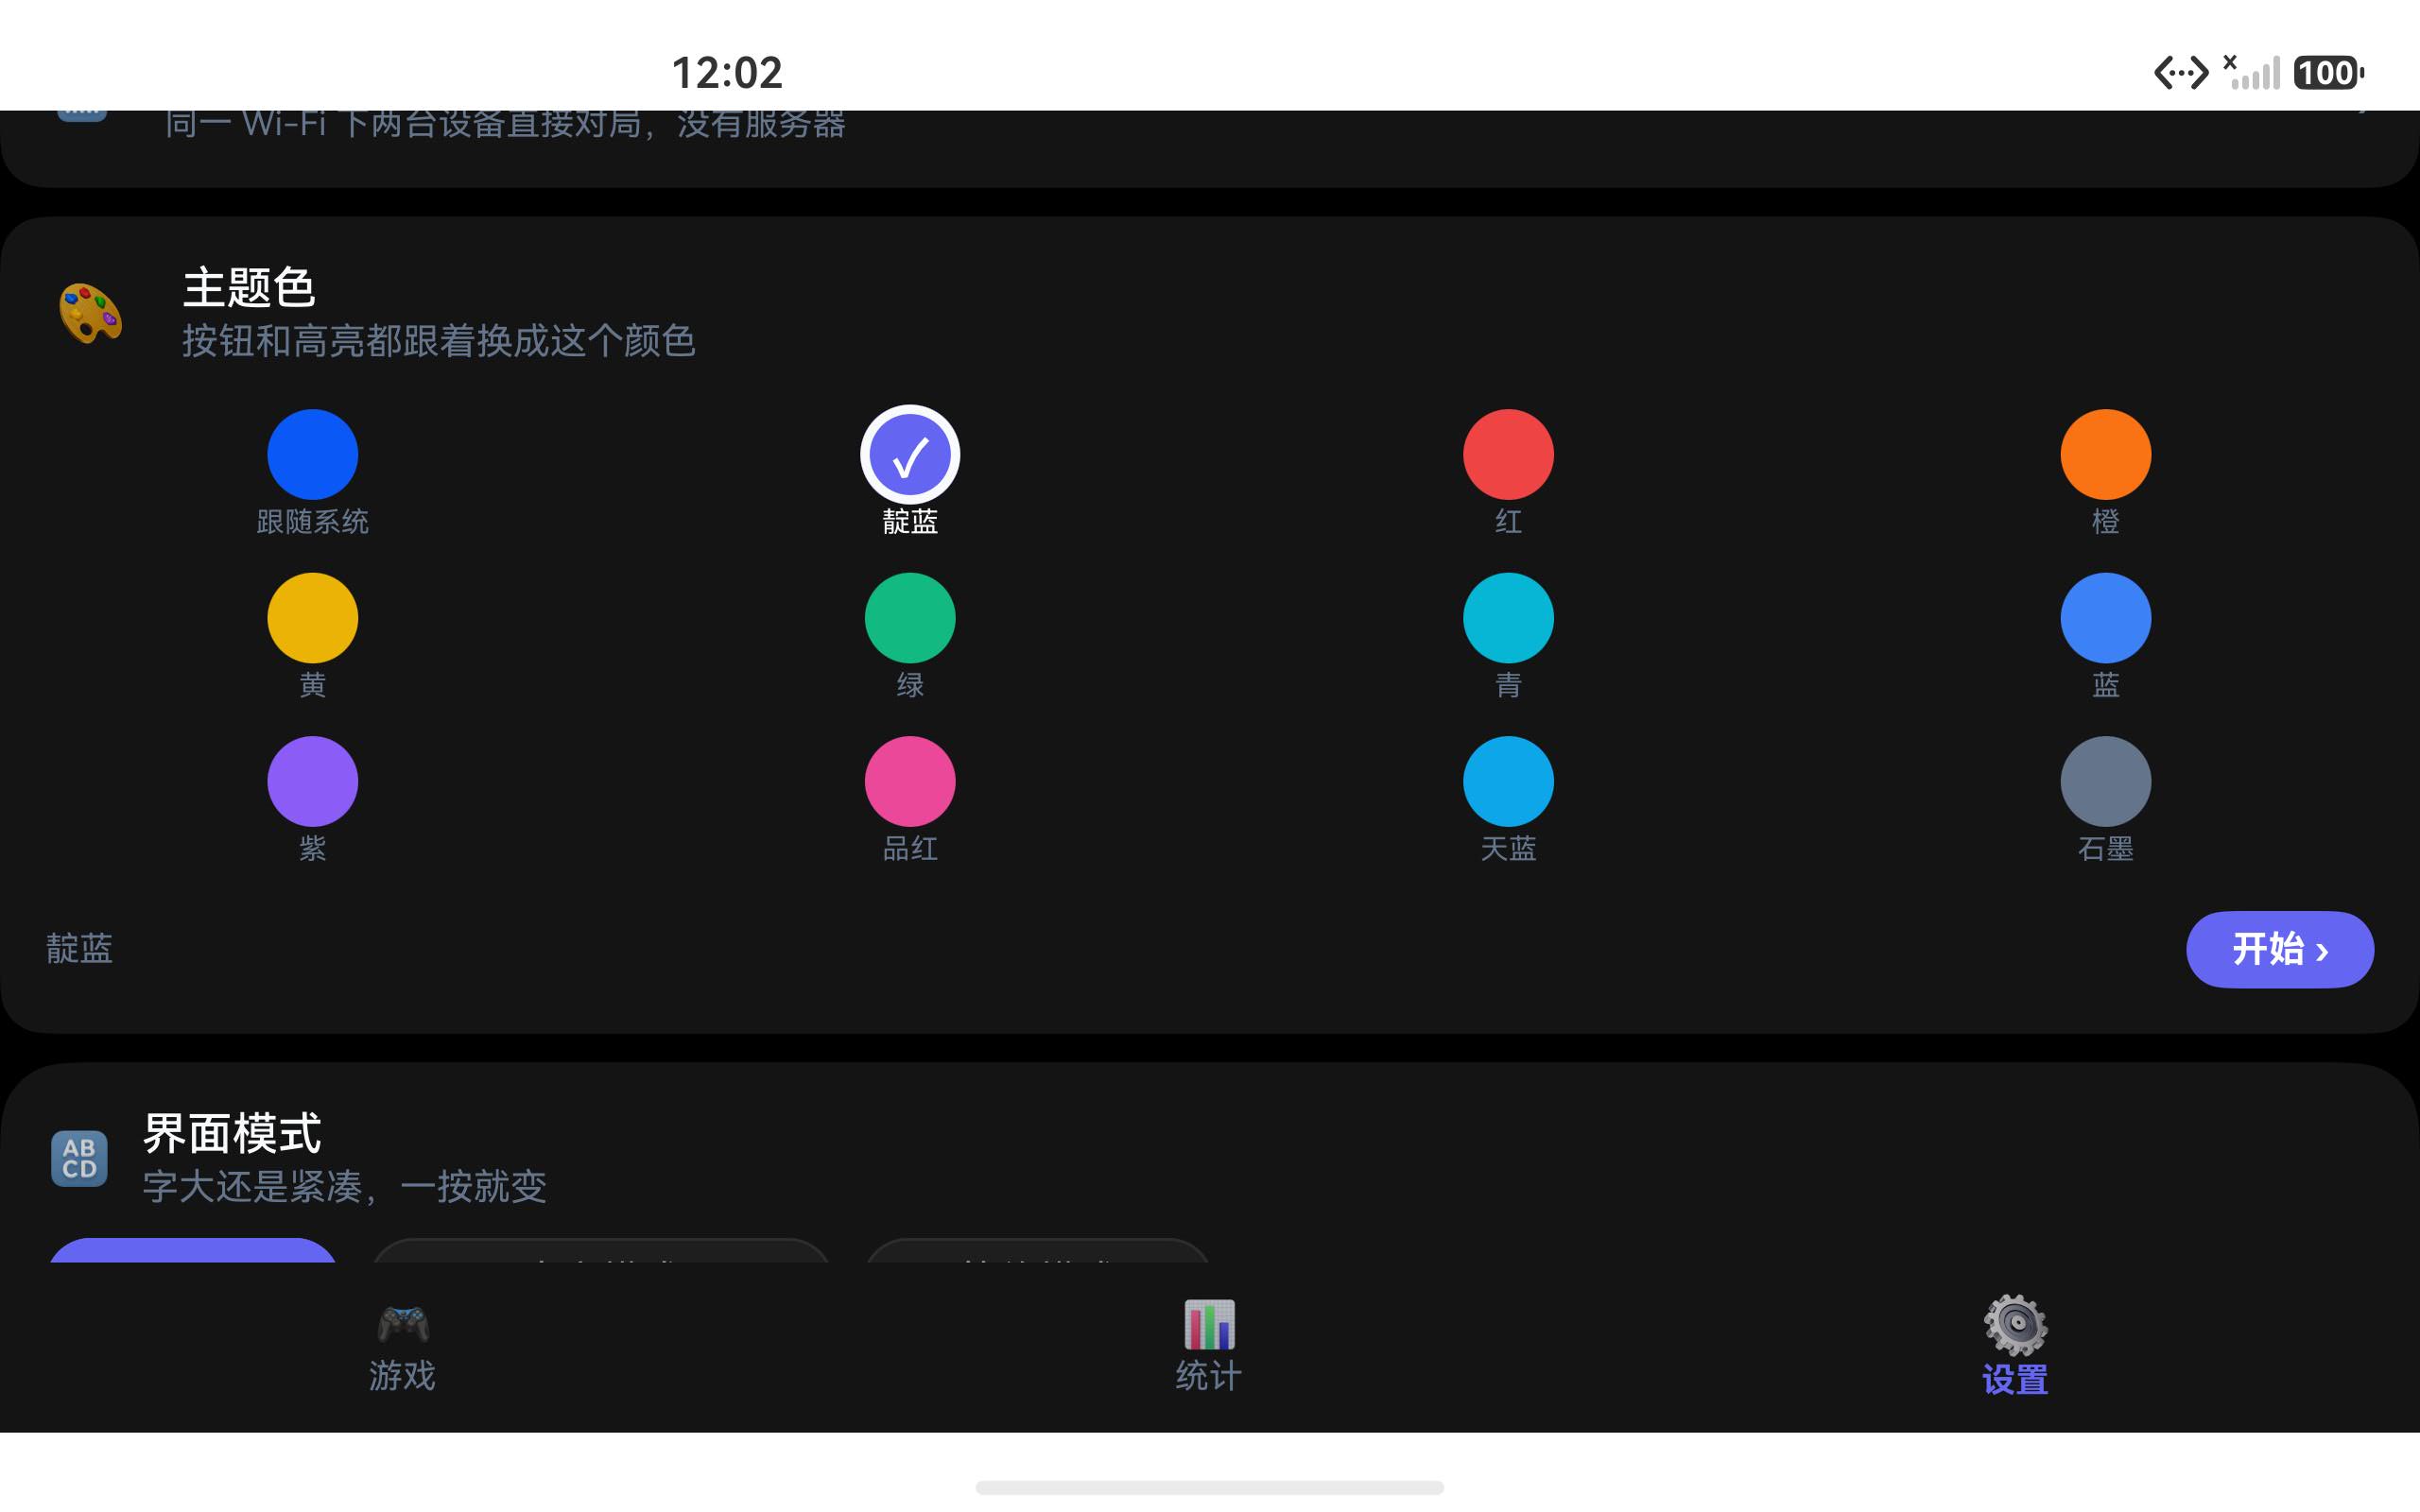 12:02
100
同一 Wi-Fi 下两台设备直接对局，没有服务器
主题色
按钮和高亮都跟着换成这个颜色
跟随系统
靛蓝
红
橙
黄
绿
青
蓝
紫
品红
天蓝
石墨
靛蓝
开始 ›
界面模式
ABCD
字大还是紧凑，一按就变
游戏
统计
设置